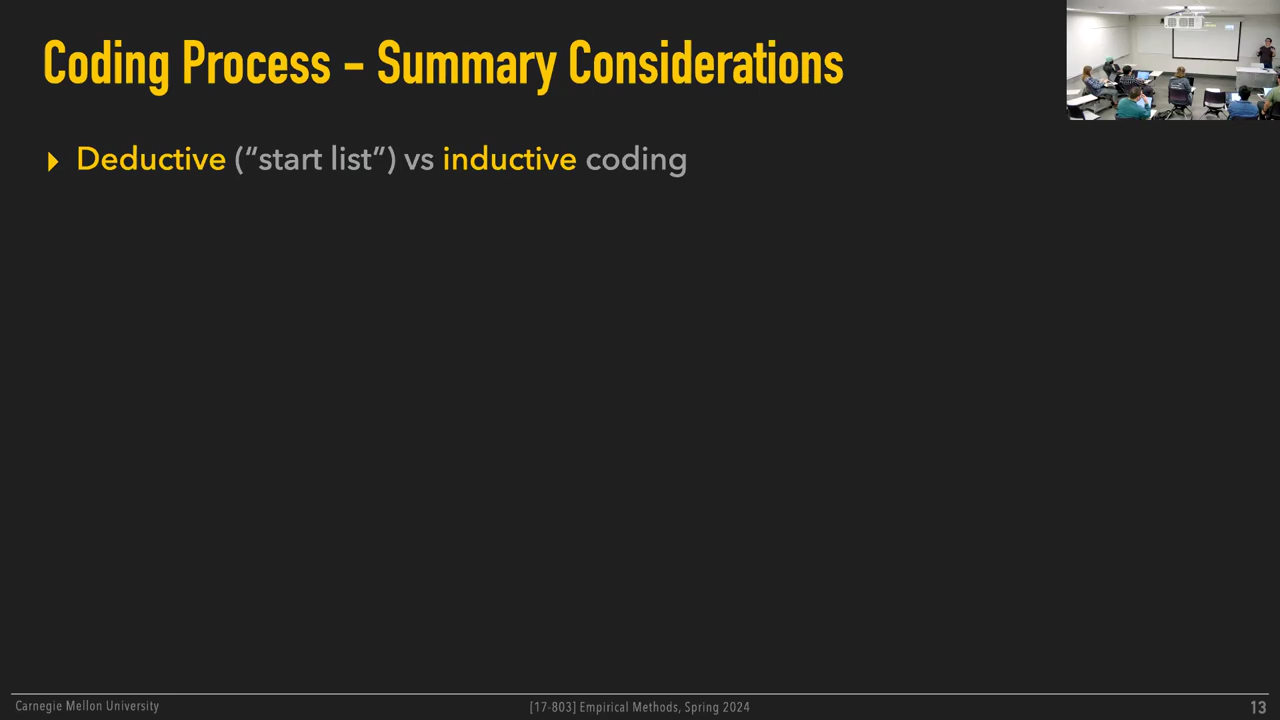 Coding Process – Summary Considerations
Deductive (“start list”) vs inductive coding
Carnegie Mellon University
[17-803] Empirical Methods, Spring 2024
13